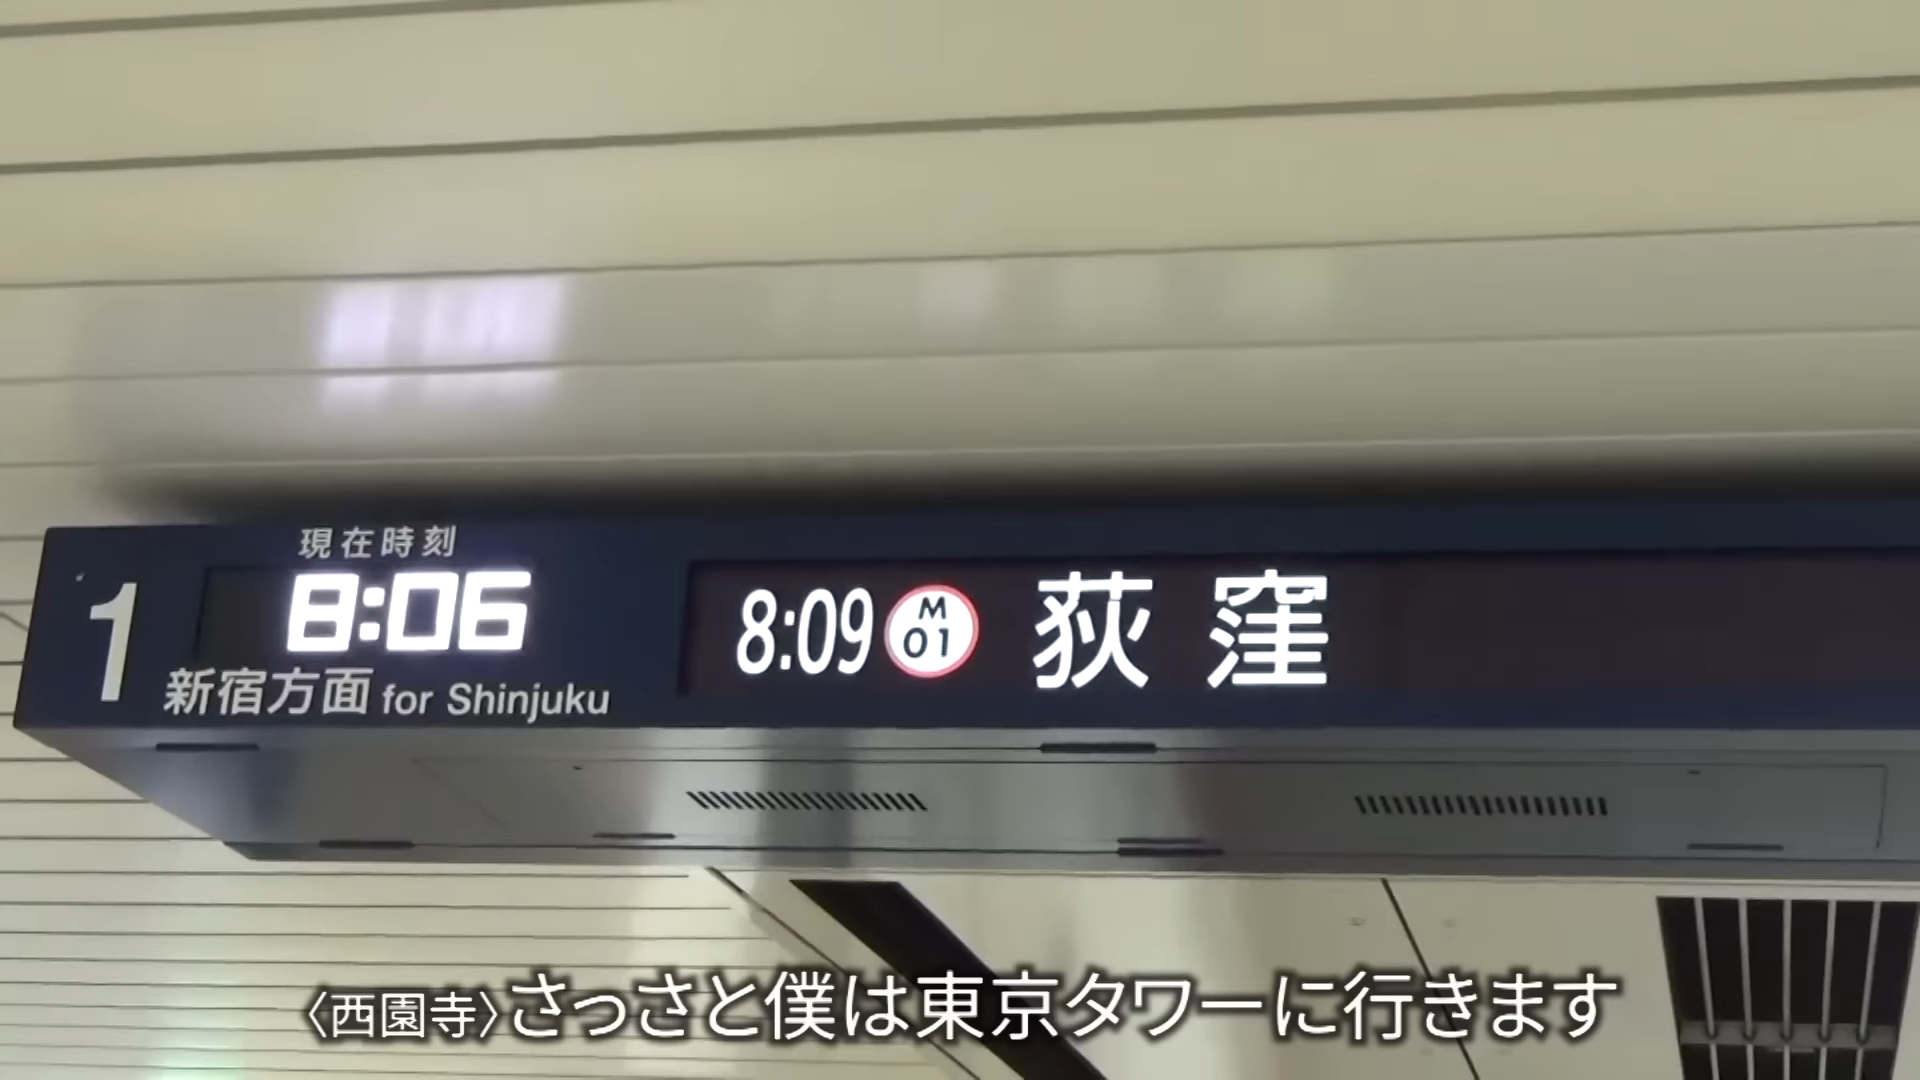 現在時刻
1
8:06
新宿方面 for Shinjuku
8:09 M 01 荻窪
〈西園寺〉さっさと僕は東京タワーに行きます